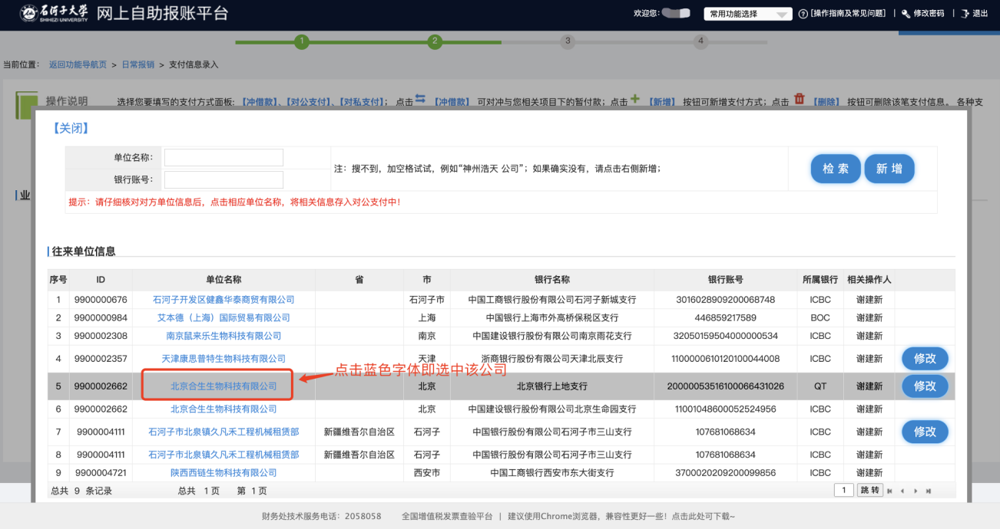 石河子大学 SHIHEZI UNIVERSITY 网上自助报账平台 欢迎您: 常用功能选择 [操作指南及常见问题] | 修改密码 | 退出
1 2 3 4
当前位置: 返回功能导航页 > 日常报销 > 支付信息录入
操作说明 选择您要填写的支付方式面板:【冲借款】、【对公支付】、【对私支付】; 点击 【冲借款】 可对冲与您相关项目下的暂付款; 点击 【新增】 按钮可新增支付方式; 点击 【删除】 按钮可删除该笔支付信息。 各种支
【关闭】
单位名称:
注: 搜不到, 加空格试试, 例如“神州浩天 公司”; 如果确实没有, 请点击右侧新增;
检 索 新 增
银行账号:
业
提示: 请仔细核对对方单位信息后, 点击相应单位名称, 将相关信息存入对公支付中!
往来单位信息
序号 ID 单位名称 省 市 银行名称 银行账号 所属银行 相关操作人
1 9900000676 石河子开发区健鑫华泰商贸有限公司 石河子市 中国工商银行股份有限公司石河子新城支行 3016028909200068748 ICBC 谢建新
2 9900000984 艾本德(上海)国际贸易有限公司 上海 中国银行上海市外高桥保税区支行 446859217589 BOC 谢建新
3 9900002308 南京鼠来乐生物科技有限公司 南京 中国建设银行股份有限公司南京雨花支行 32050159504000000534 ICBC 谢建新
4 9900002357 天津康思普特生物科技有限公司 天津 浙商银行股份有限公司天津北辰支行 1100000610120100044008 ICBC 谢建新 修改
点击蓝色字体即选中该公司
5 9900002662 北京合生生物科技有限公司 北京 北京银行上地支行 20000053516100066431026 QT 谢建新 修改
6 9900002662 北京合生生物科技有限公司 北京 中国建设银行股份有限公司北京生命园支行 11001048600052524956 ICBC 谢建新
7 9900004111 石河子市北泉镇久凡禾工程机械租赁部 新疆维吾尔自治区 石河子 中国银行股份有限公司石河子市三山支行 107681068634 ICBC 谢建新 修改
8 9900004111 石河子市北泉镇久凡禾工程机械租赁部 新疆维吾尔自治区 石河子 中国银行股份有限公司石河子市三山支行 107681068634 ICBC 谢建新
9 9900004721 陕西西链生物科技有限公司 西安市 中国工商银行西安市东大街支行 3700020209200099856 ICBC 谢建新
总共 9 条记录 总共 1 页 第 1 页 1 跳 转
财务处技术服务电话: 2058058 全国增值税发票查验平台 | 建议使用Chrome浏览器, 兼容性更好一些! 点击此处可下载~